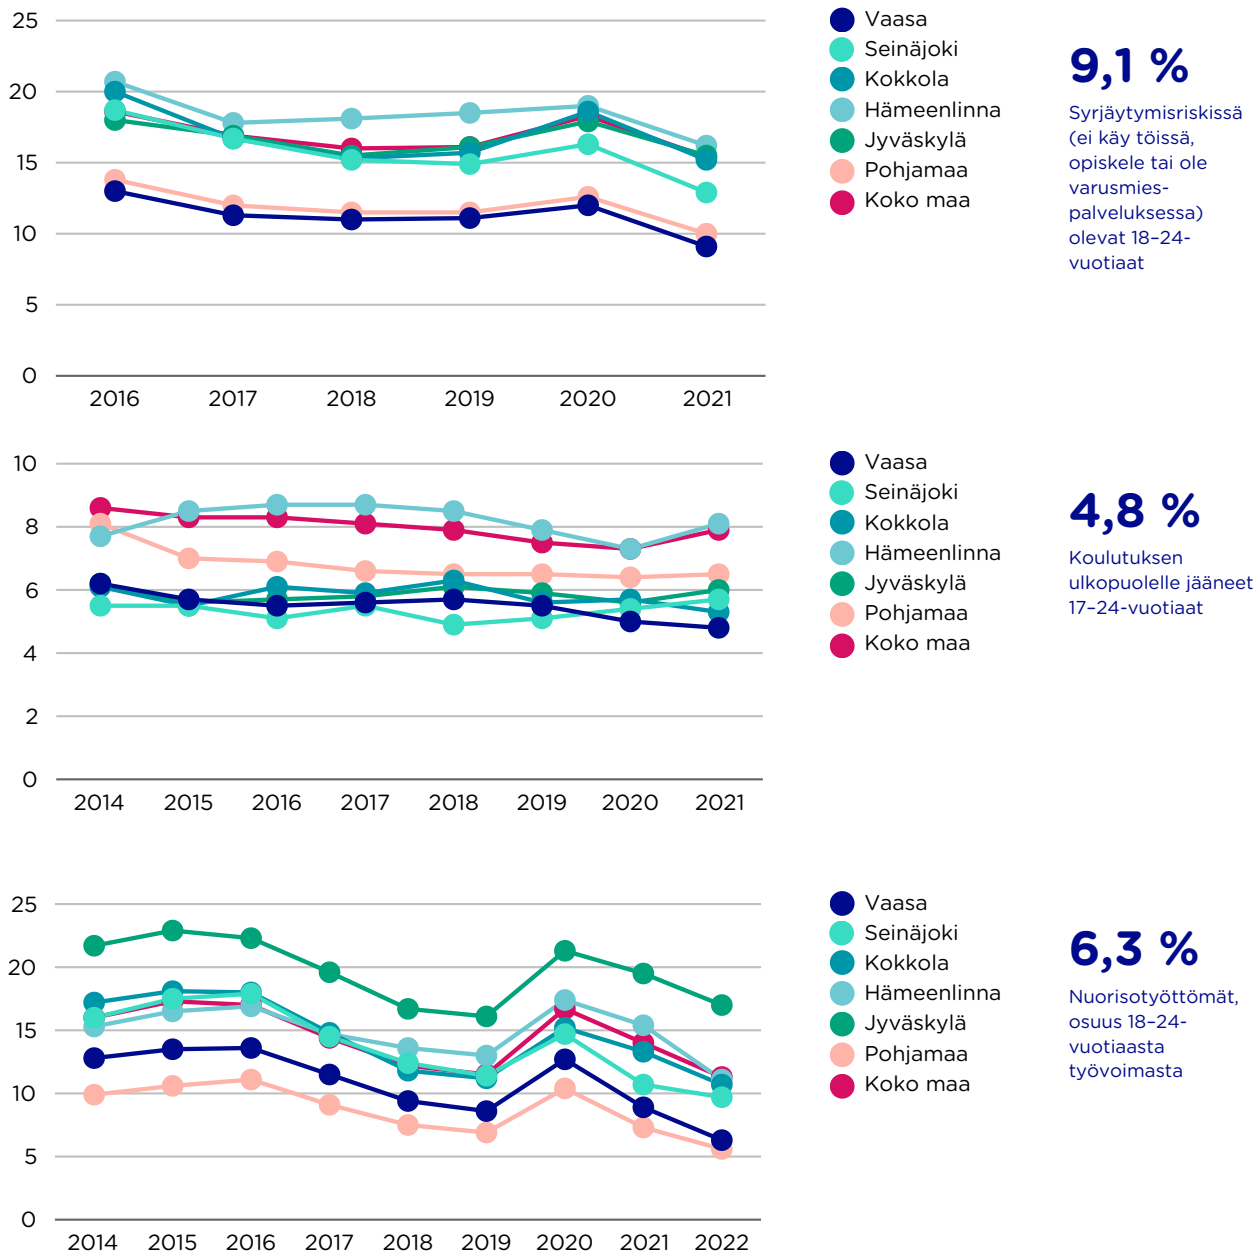 25
20
15
10
5
0
2016 2017 2018 2019 2020 2021
Vaasa
Seinäjoki
Kokkola
Hämeenlinna
Jyväskylä
Pohjamaa
Koko maa
9,1 %
Syrjäytymisriskissä
(ei käy töissä,
opiskele tai ole
varusmies-
palveluksessa)
olevat 18–24-
vuotiaat
10
8
6
4
2
0
2014 2015 2016 2017 2018 2019 2020 2021
Vaasa
Seinäjoki
Kokkola
Hämeenlinna
Jyväskylä
Pohjamaa
Koko maa
4,8 %
Koulutuksen
ulkopuolelle jääneet
17–24-vuotiaat
25
20
15
10
5
0
2014 2015 2016 2017 2018 2019 2020 2021 2022
Vaasa
Seinäjoki
Kokkola
Hämeenlinna
Jyväskylä
Pohjamaa
Koko maa
6,3 %
Nuorisotyöttömät,
osuus 18–24-
vuotiaasta
työvoimasta